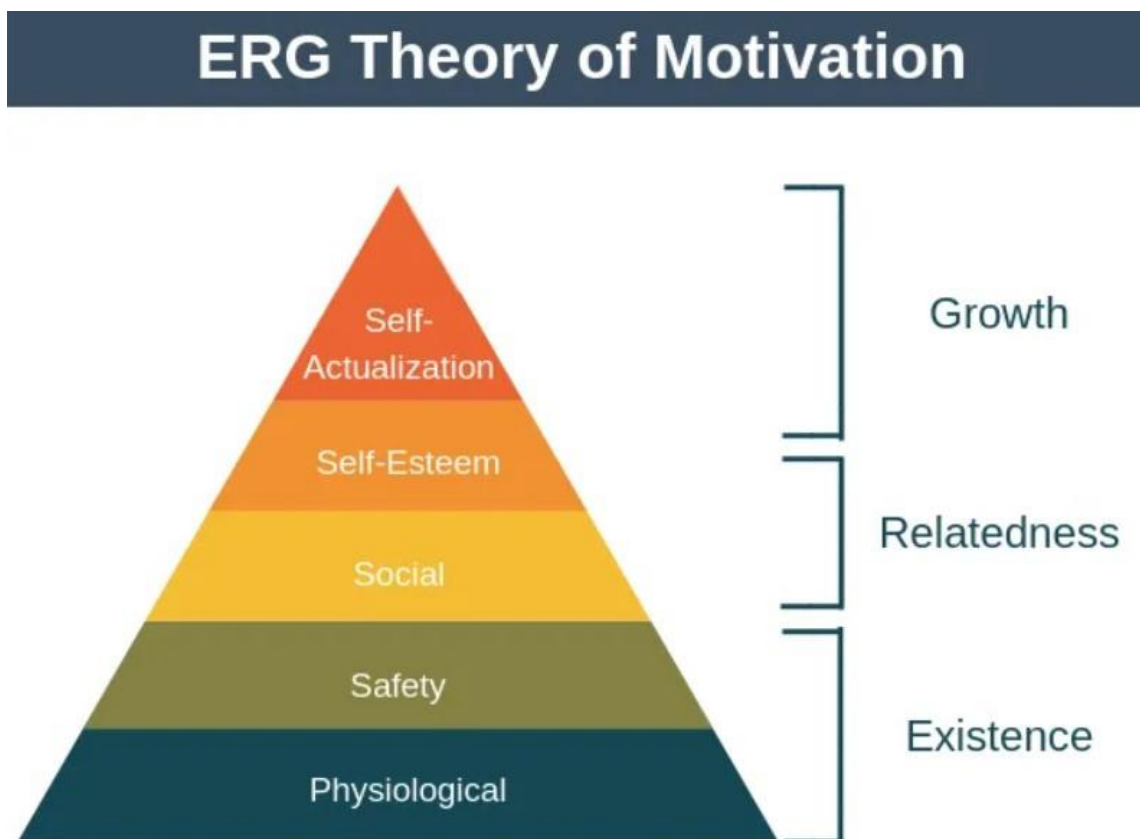 ERG Theory of Motivation
Self-
Actualization
Self-Esteem
Social
Safety
Physiological
Growth
Relatedness
Existence